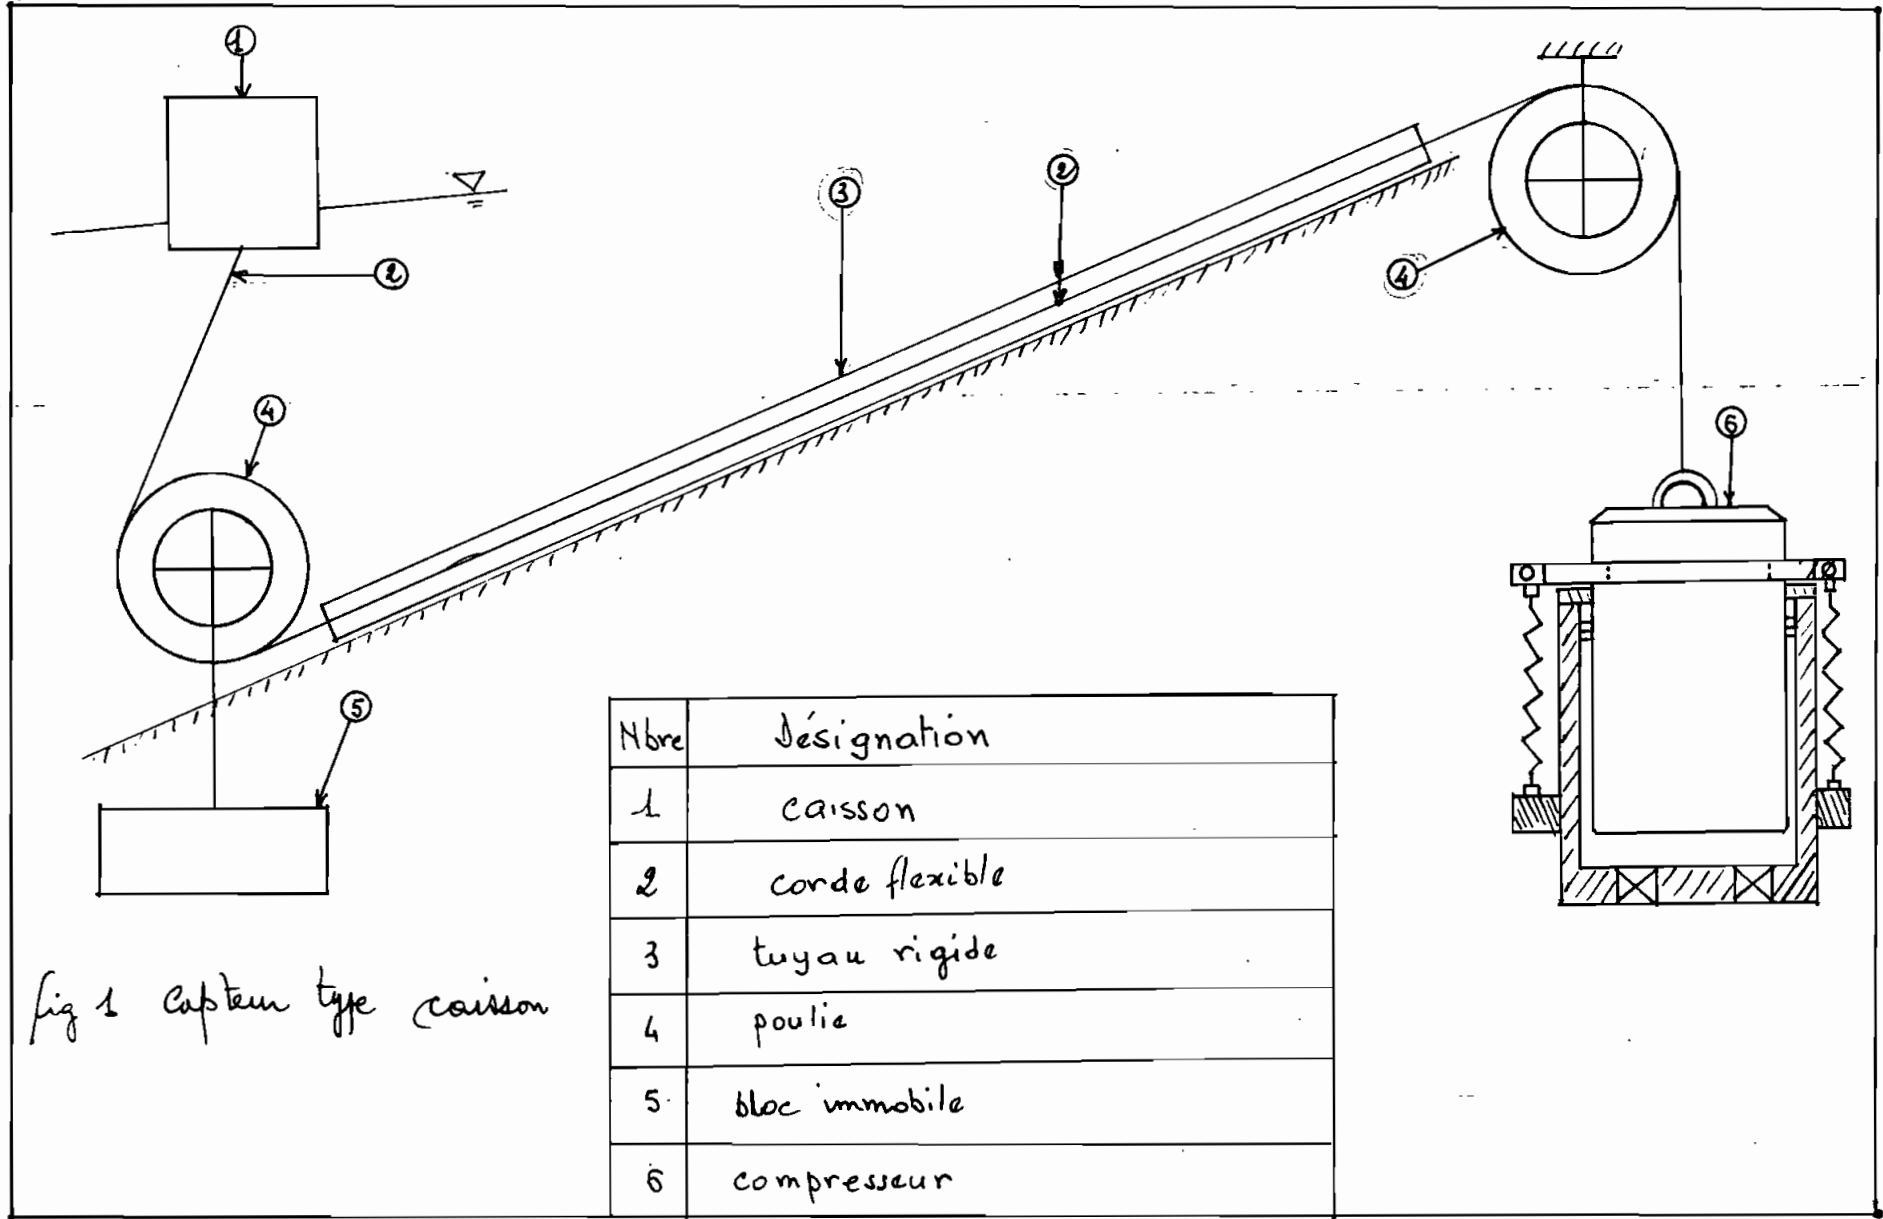 1
2
3
2
4
4
6
5
Nbre Désignation
1 caisson
2 corde flexible
3 tuyau rigide
4 poulie
5 bloc immobile
6 compresseur
fig 1 Capteur type caisson